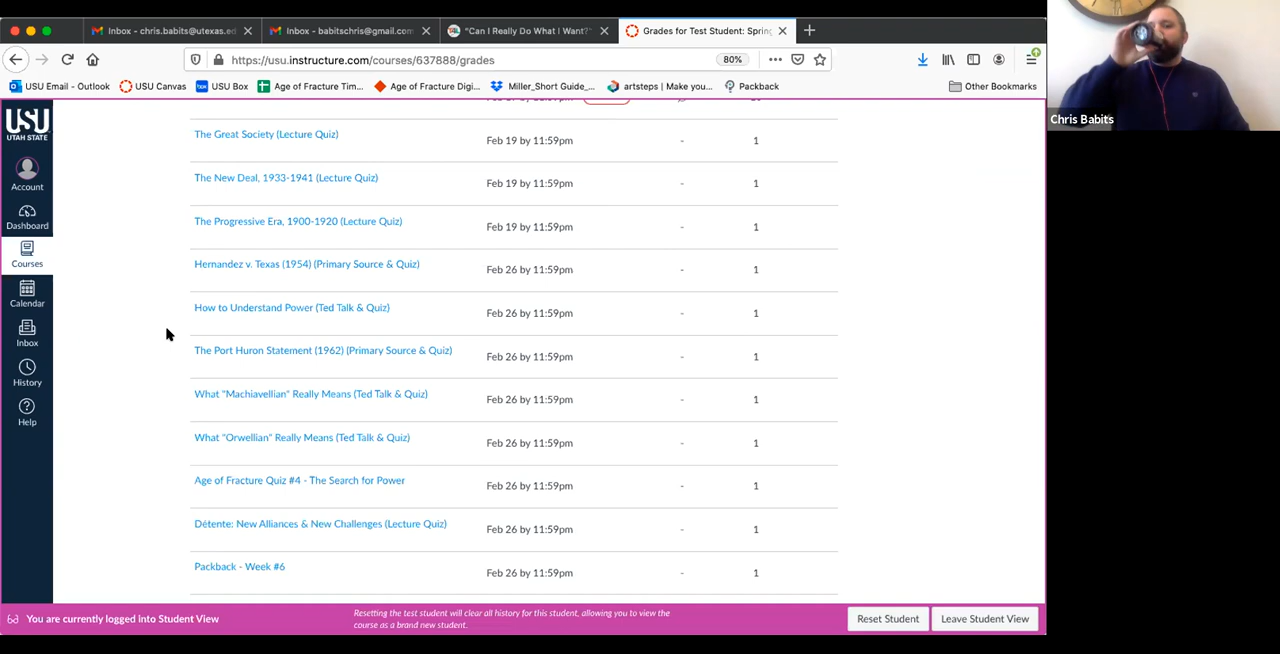 Inbox - chris.babits@utexas.ed
Inbox - babitschris@gmail.com
"Can I Really Do What I Want?"
Grades for Test Student: Spring
https://usu.instructure.com/courses/637888/grades
80%
USU Email - Outlook
USU Canvas
USU Box
Age of Fracture Tim...
Age of Fracture Digi...
Miller_Short Guide_...
artsteps | Make you...
Packback
Other Bookmarks
Chris Babits
USU
UTAH STATE
Account
Dashboard
Courses
Calendar
Inbox
History
Help
The Great Society (Lecture Quiz)
Feb 19 by 11:59pm
-
1
The New Deal, 1933-1941 (Lecture Quiz)
Feb 19 by 11:59pm
-
1
The Progressive Era, 1900-1920 (Lecture Quiz)
Feb 19 by 11:59pm
-
1
Hernandez v. Texas (1954) (Primary Source & Quiz)
Feb 26 by 11:59pm
-
1
How to Understand Power (Ted Talk & Quiz)
Feb 26 by 11:59pm
-
1
The Port Huron Statement (1962) (Primary Source & Quiz)
Feb 26 by 11:59pm
-
1
What "Machiavellian" Really Means (Ted Talk & Quiz)
Feb 26 by 11:59pm
-
1
What "Orwellian" Really Means (Ted Talk & Quiz)
Feb 26 by 11:59pm
-
1
Age of Fracture Quiz #4 - The Search for Power
Feb 26 by 11:59pm
-
1
Détente: New Alliances & New Challenges (Lecture Quiz)
Feb 26 by 11:59pm
-
1
Packback - Week #6
Feb 26 by 11:59pm
-
1
You are currently logged into Student View
Resetting the test student will clear all history for this student, allowing you to view the
course as a brand new student.
Reset Student
Leave Student View